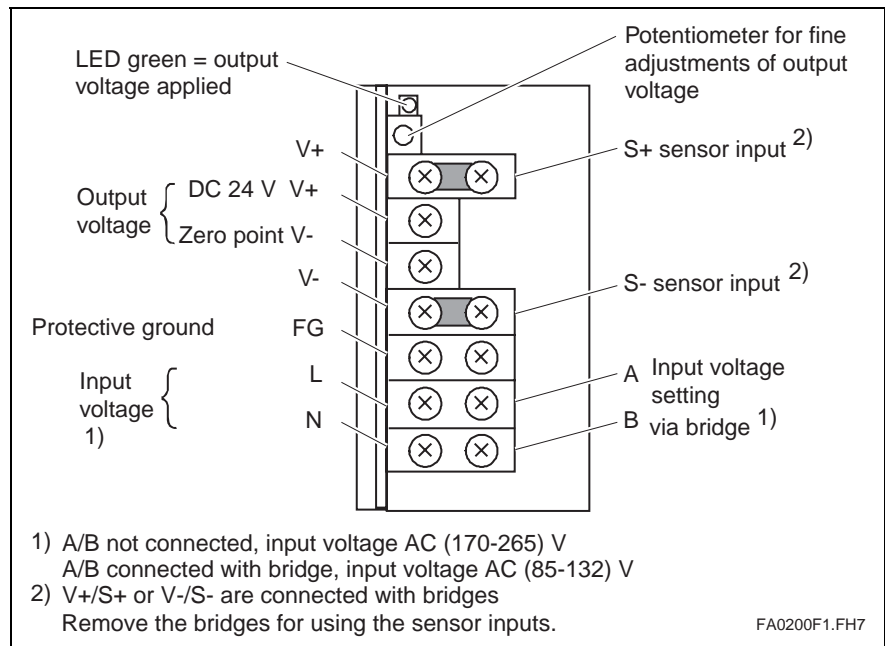 LED green = output
voltage applied
Potentiometer for fine
adjustments of output
voltage
V+
S+ sensor input 2)
Output
voltage
DC 24 V V+
Zero point V-
V-
S- sensor input 2)
Protective ground
FG
Input
voltage
1)
L
N
A
B
Input voltage
setting
via bridge 1)
1) A/B not connected, input voltage AC (170-265) V
A/B connected with bridge, input voltage AC (85-132) V
2) V+/S+ or V-/S- are connected with bridges
Remove the bridges for using the sensor inputs.
FA0200F1.FH7